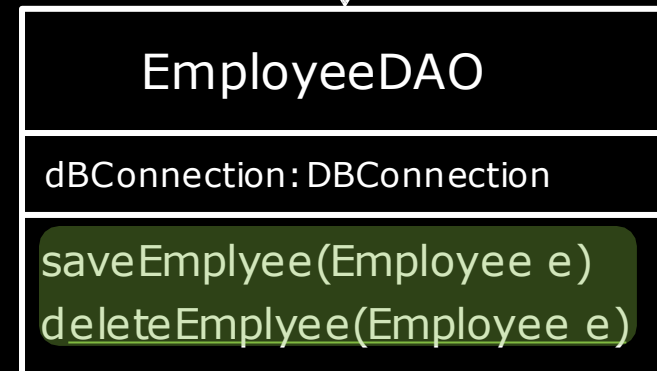 EmployeeDAO
dBConnection: DBConnection
saveEmplyee(Employee e)
deleteEmplyee(Employee e)